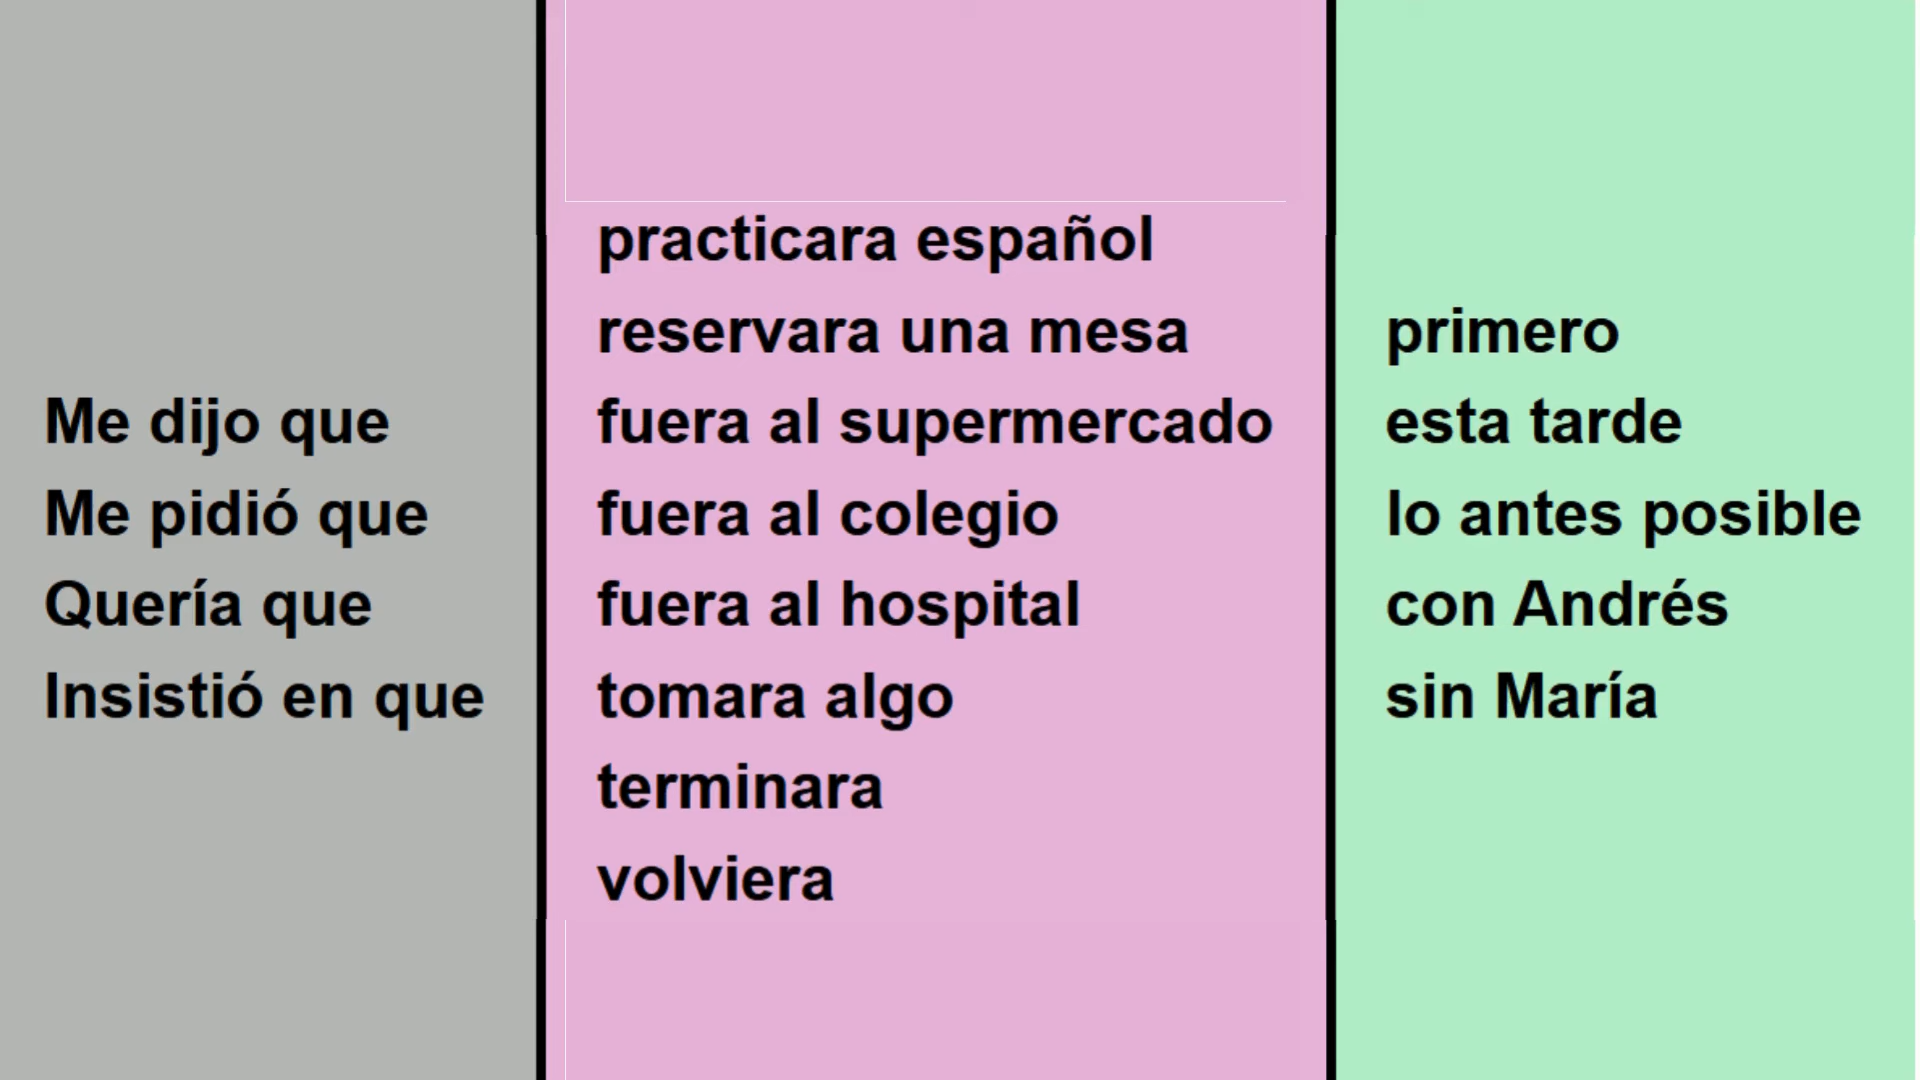 Me dijo que
Me pidió que
Quería que
Insistió en que
practicara español
reservara una mesa
fuera al supermercado
fuera al colegio
fuera al hospital
tomara algo
terminara
volviera
primero
esta tarde
lo antes posible
con Andrés
sin María